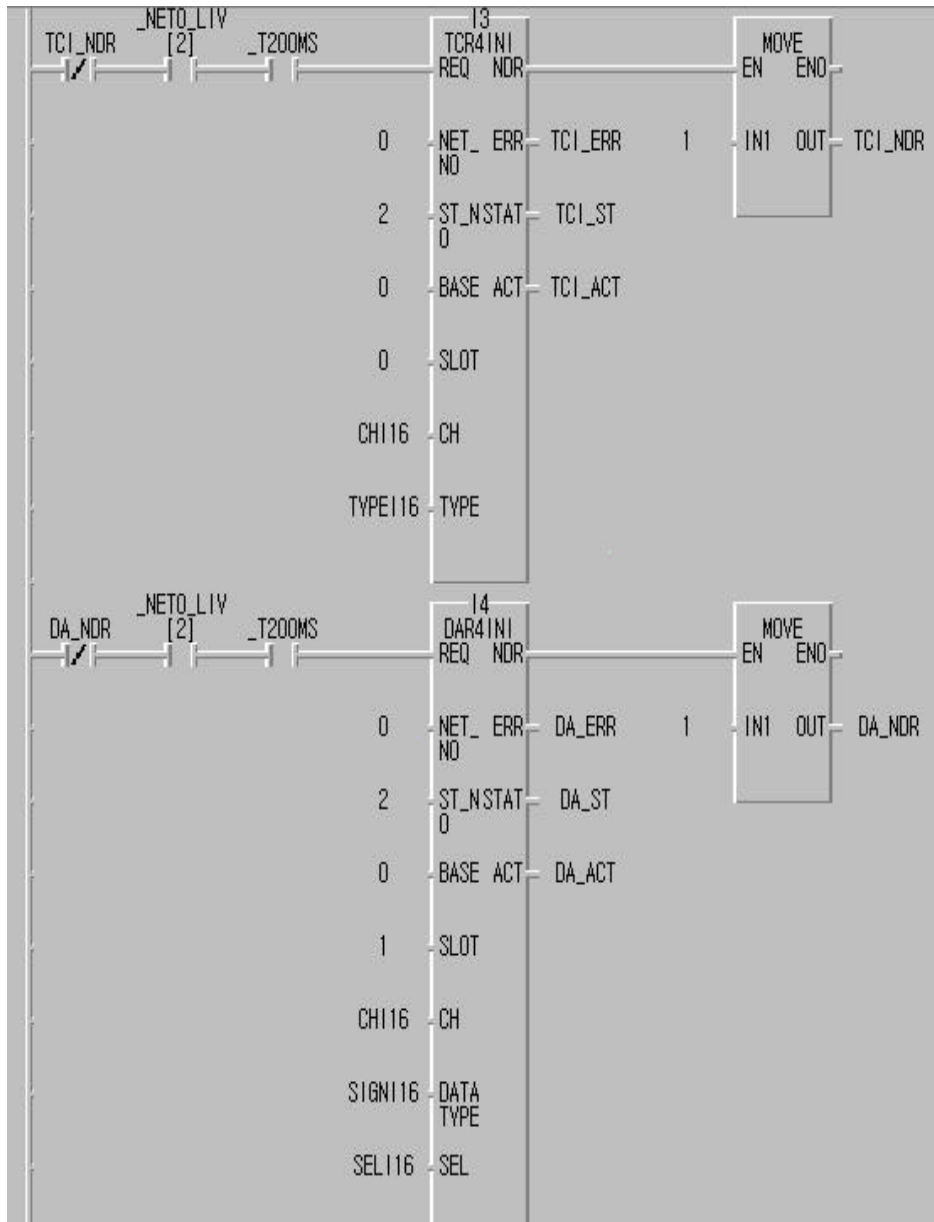 _NET0_LIV I3
TCI_NDR [2] _T200MS TCR4INI MOVE
REQ NDR EN ENO
0 NET_ ERR TCI_ERR 1 IN1 OUT TCI_NDR
NO
2 ST_N STAT TCI_ST
O
0 BASE ACT TCI_ACT
0 SLOT
CHI16 CH
TYPEI16 TYPE
_NET0_LIV I4
DA_NDR [2] _T200MS DAR4INI MOVE
REQ NDR EN ENO
0 NET_ ERR DA_ERR 1 IN1 OUT DA_NDR
NO
2 ST_N STAT DA_ST
O
0 BASE ACT DA_ACT
1 SLOT
CHI16 CH
SIGNI16 DATA
TYPE
SELI16 SEL